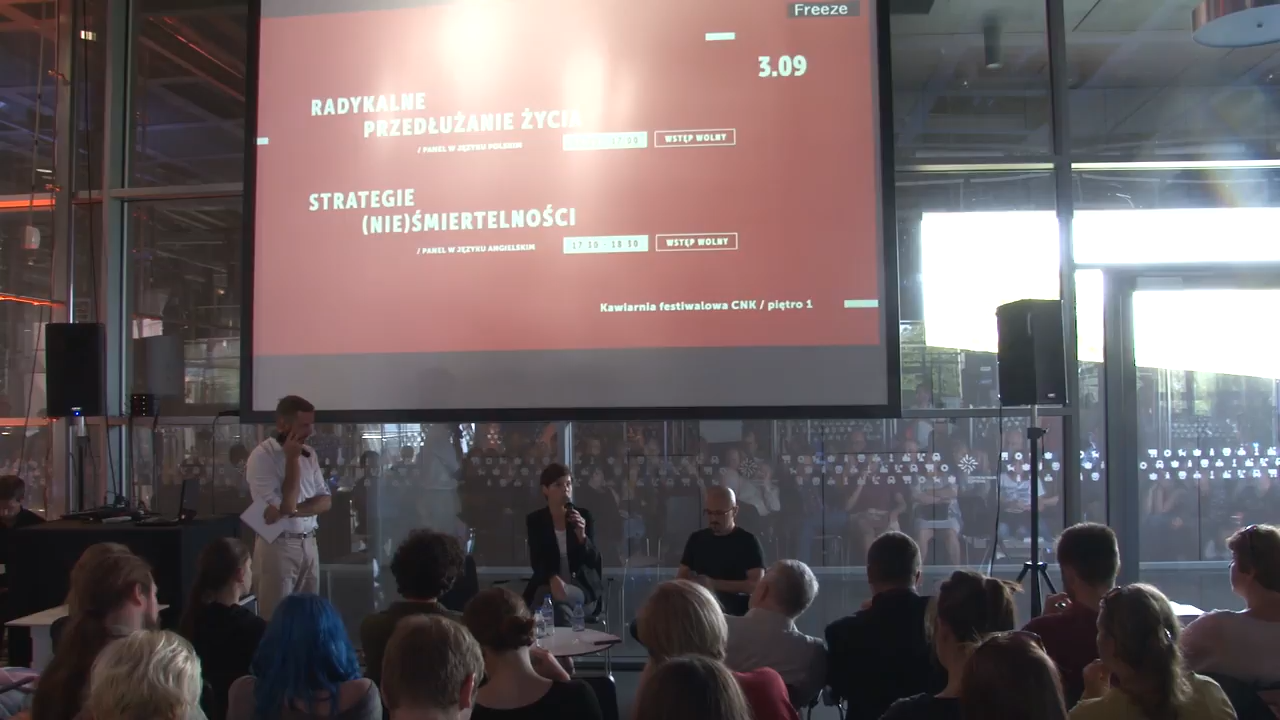 Freeze
3.09
RADYKALNE
PRZEDŁUŻANIE ŻYCIA
/ PANEL W JĘZYKU POLSKIM
WSTĘP WOLNY
STRATEGIE
(NIE)ŚMIERTELNOŚCI
/ PANEL W JĘZYKU ANGIELSKIM
17:30 - 18:30
WSTĘP WOLNY
Kawiarnia festiwalowa CNK / piętro 1